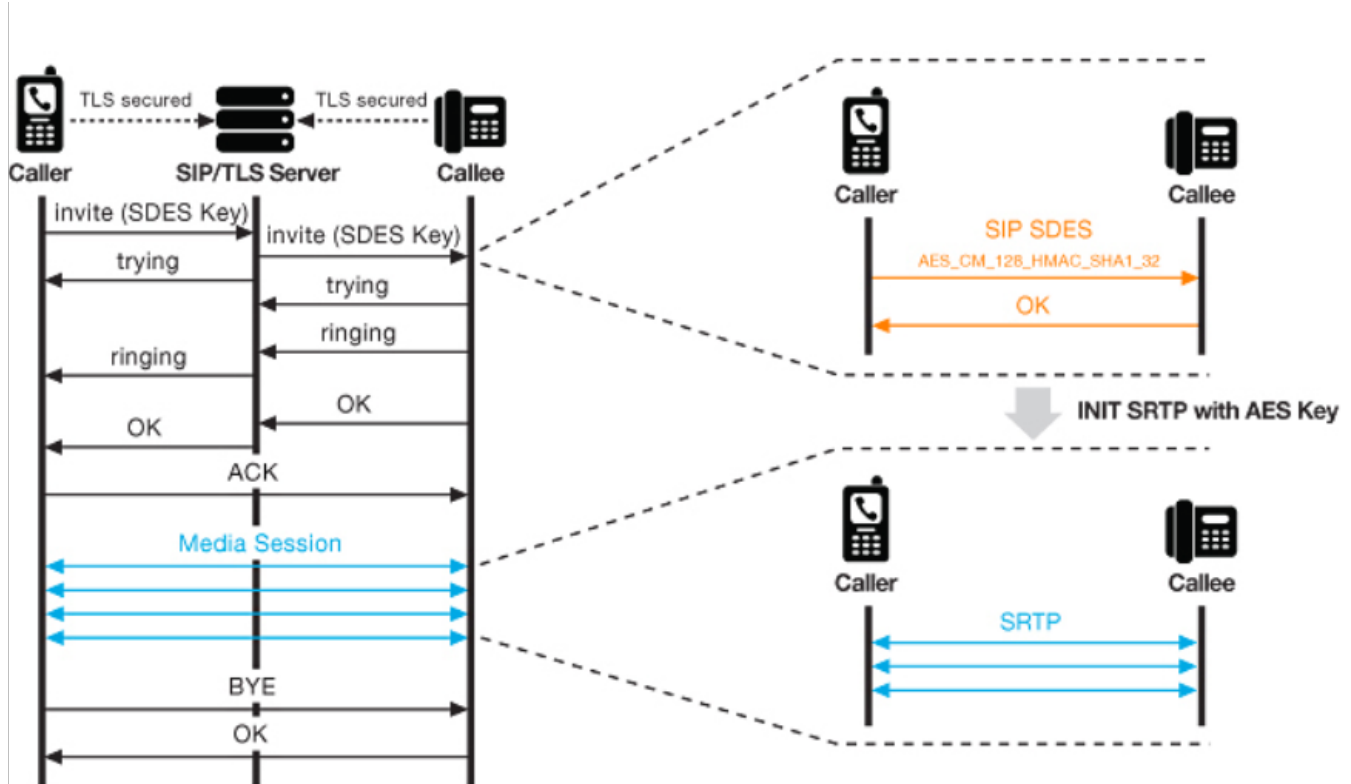 TLS secured
TLS secured
Caller
SIP/TLS Server
Callee
invite (SDES Key)
invite (SDES Key)
trying
trying
ringing
ringing
OK
OK
ACK
Media Session
BYE
OK
Caller
Callee
SIP SDES
AES_CM_128_HMAC_SHA1_32
OK
INIT SRTP with AES Key
Caller
Callee
SRTP